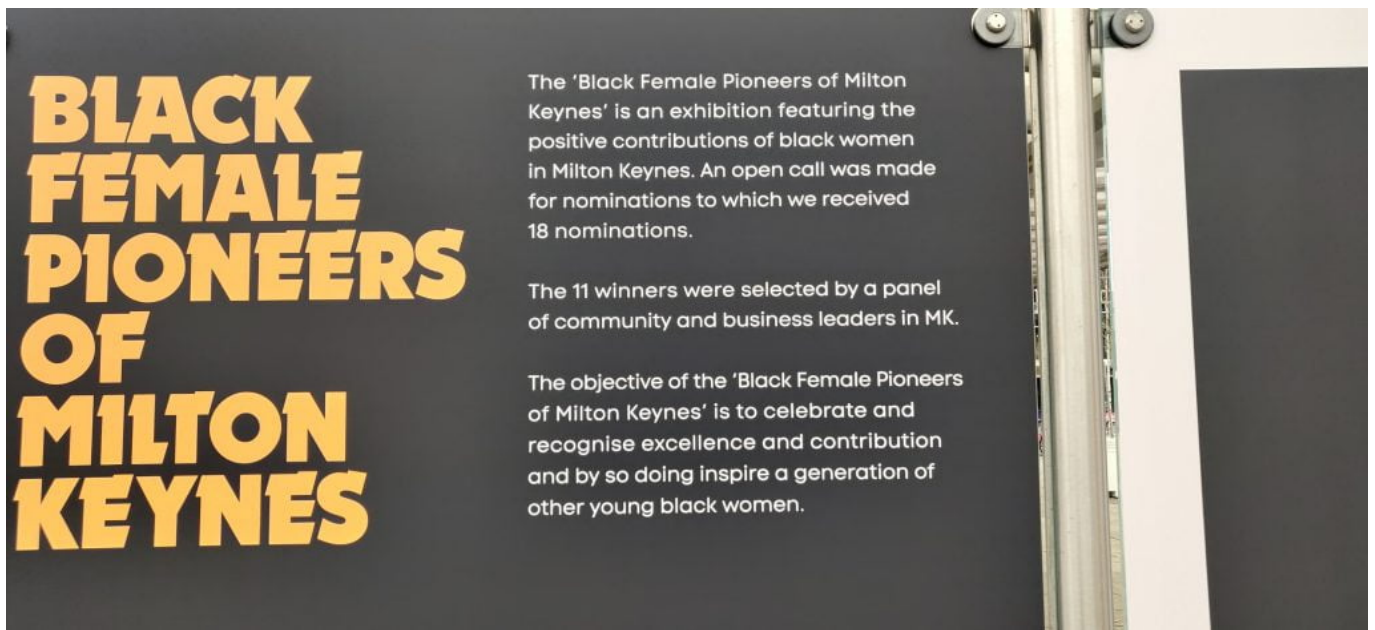 BLACK
FEMALE
PIONEERS
OF
MILTON
KEYNES
The ‘Black Female Pioneers of Milton
Keynes’ is an exhibition featuring the
positive contributions of black women
in Milton Keynes. An open call was made
for nominations to which we received
18 nominations.
The 11 winners were selected by a panel
of community and business leaders in MK.
The objective of the ‘Black Female Pioneers
of Milton Keynes’ is to celebrate and
recognise excellence and contribution
and by so doing inspire a generation of
other young black women.